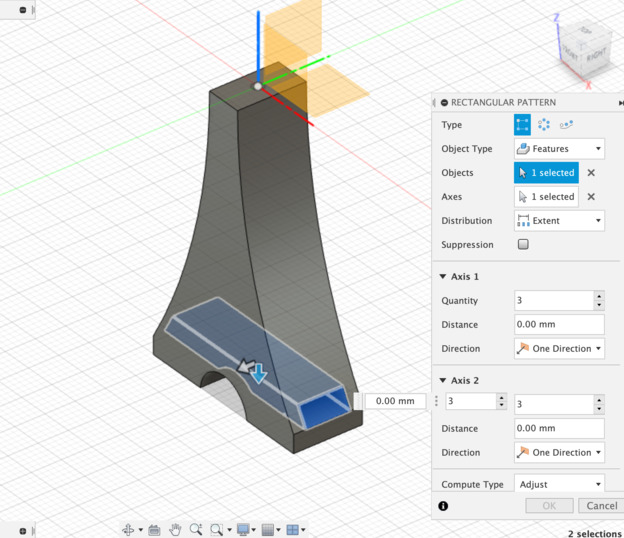 Z
TOP
FRONT
RIGHT
X
RECTANGULAR PATTERN
Type
Object Type Features
Objects 1 selected
Axes 1 selected
Distribution Extent
Suppression
Axis 1
Quantity 3
Distance 0.00 mm
Direction One Direction
Axis 2
0.00 mm
3 3
Distance 0.00 mm
Direction One Direction
Compute Type Adjust
OK Cancel
2 selections